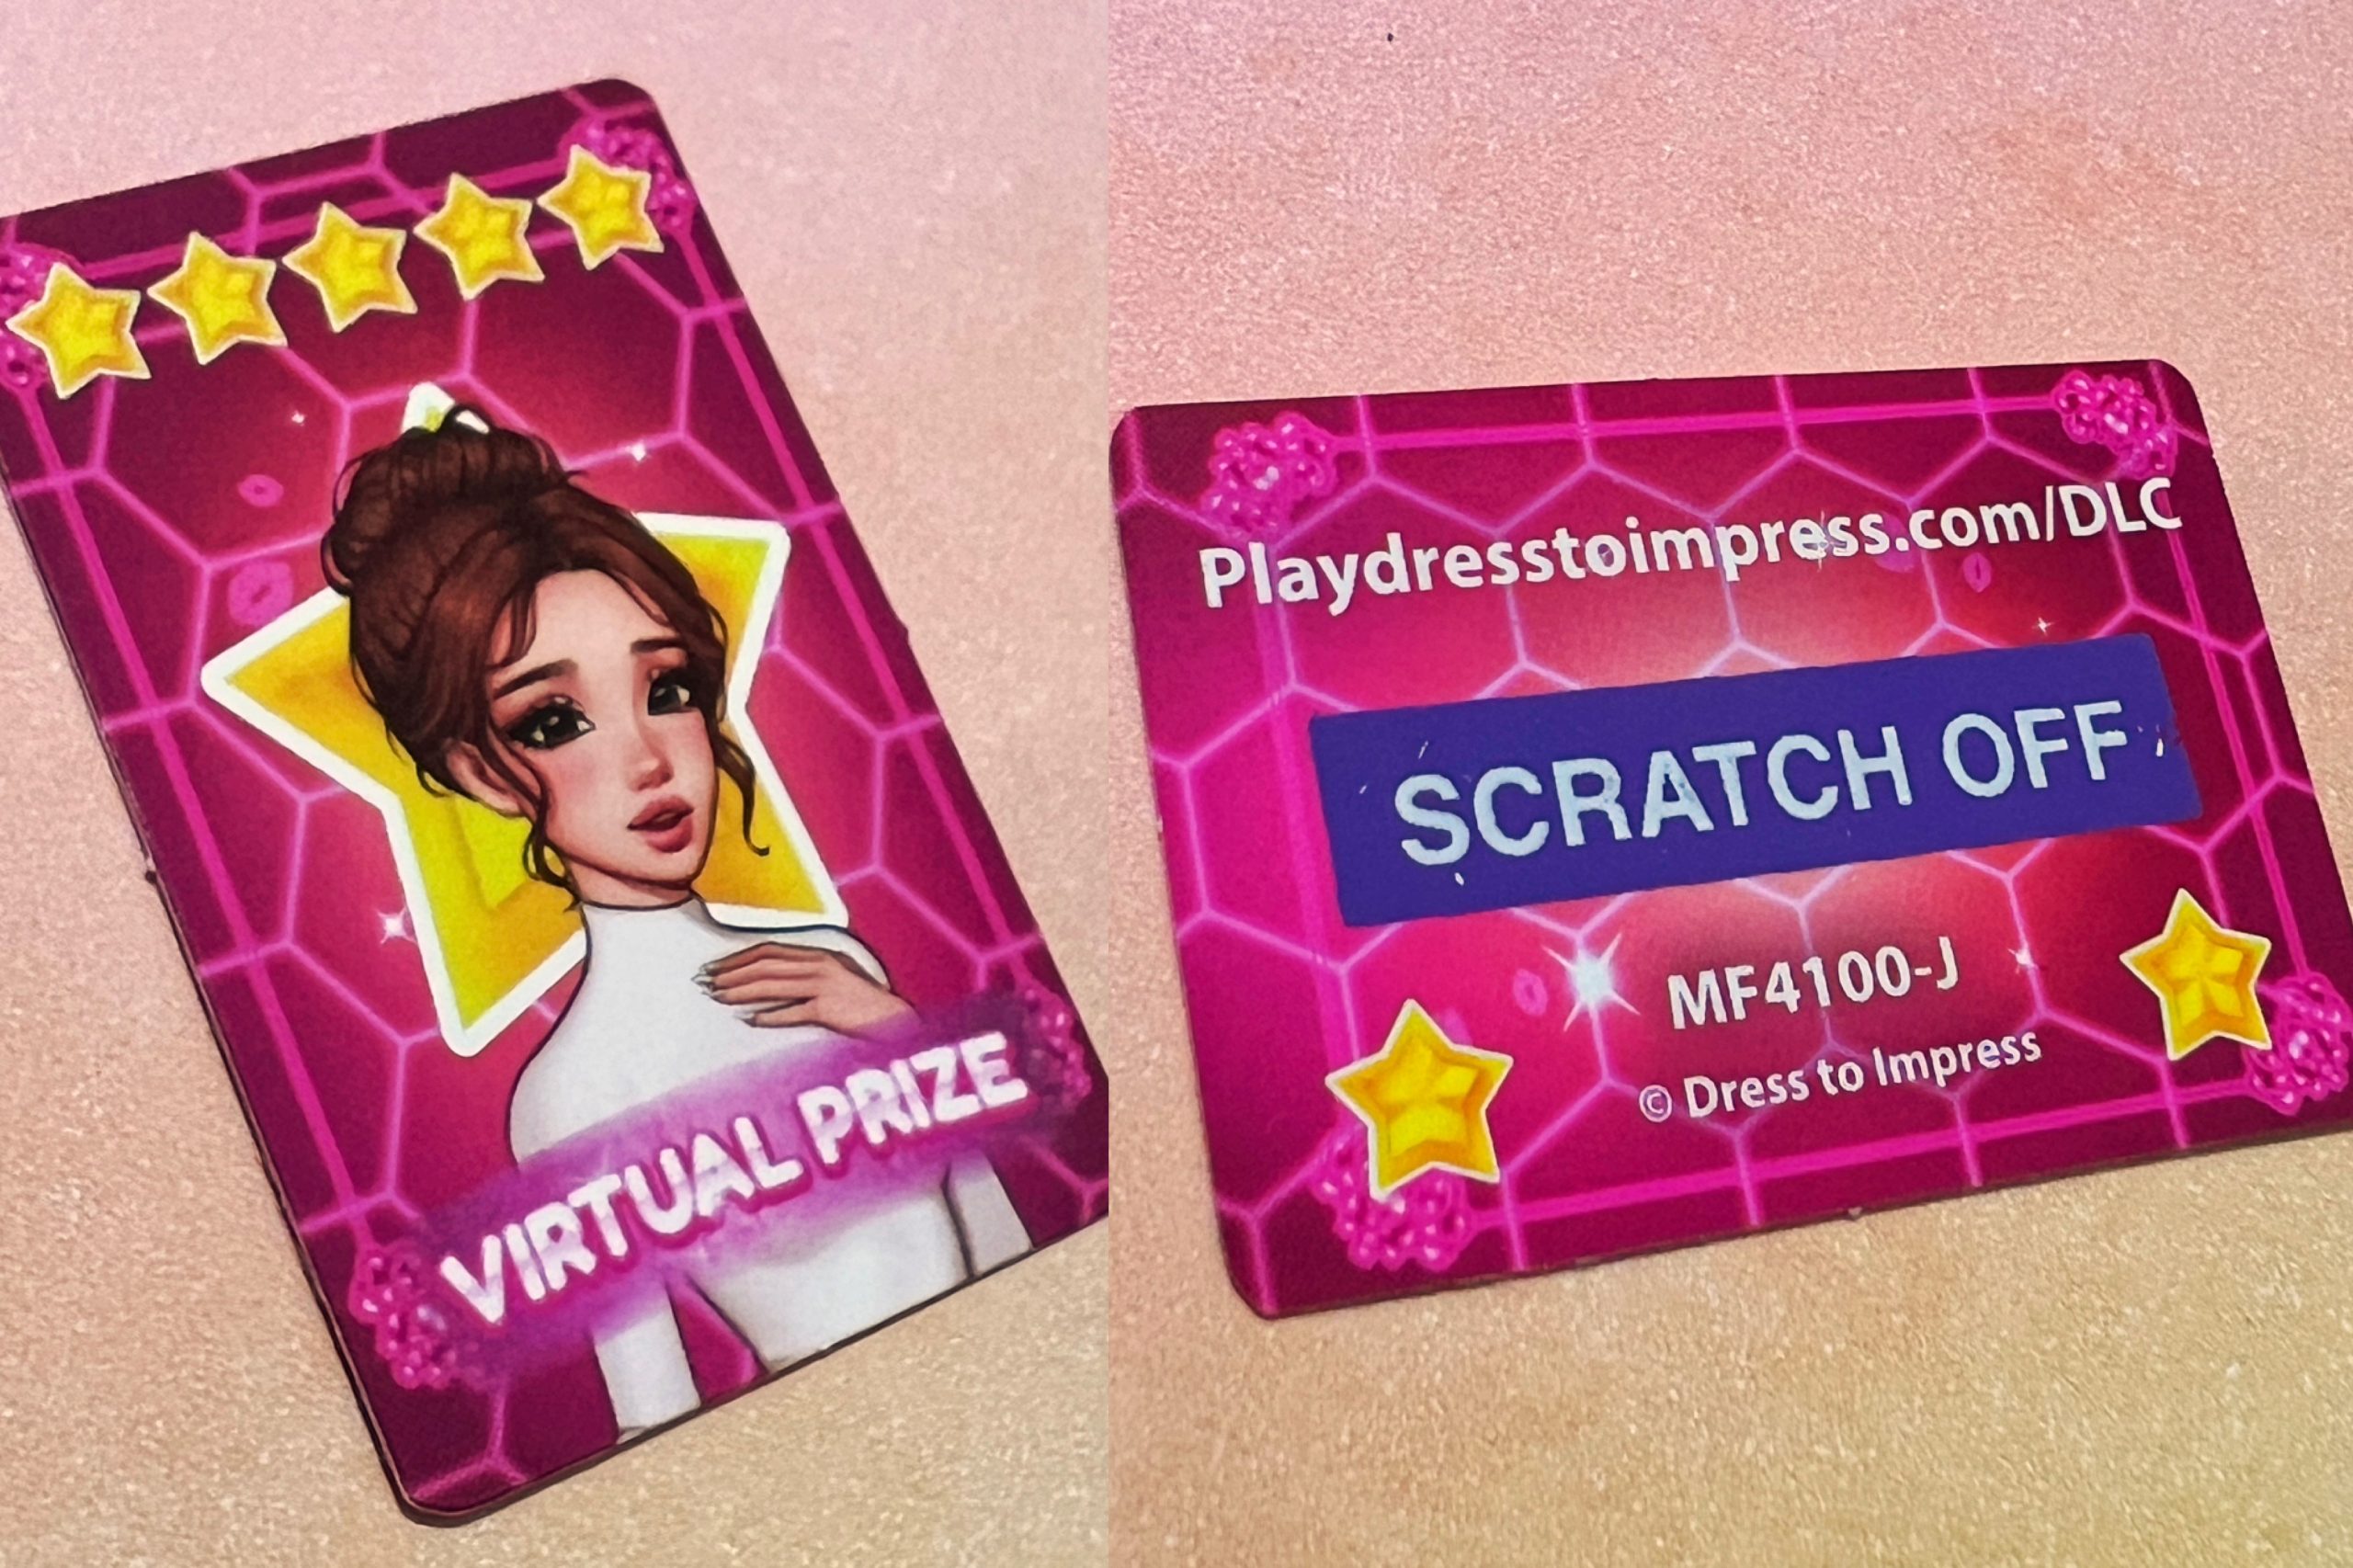 VIRTUAL PRIZE
Playdresstoimpress.com/DLC
SCRATCH OFF
MF4100-J
© Dress to Impress